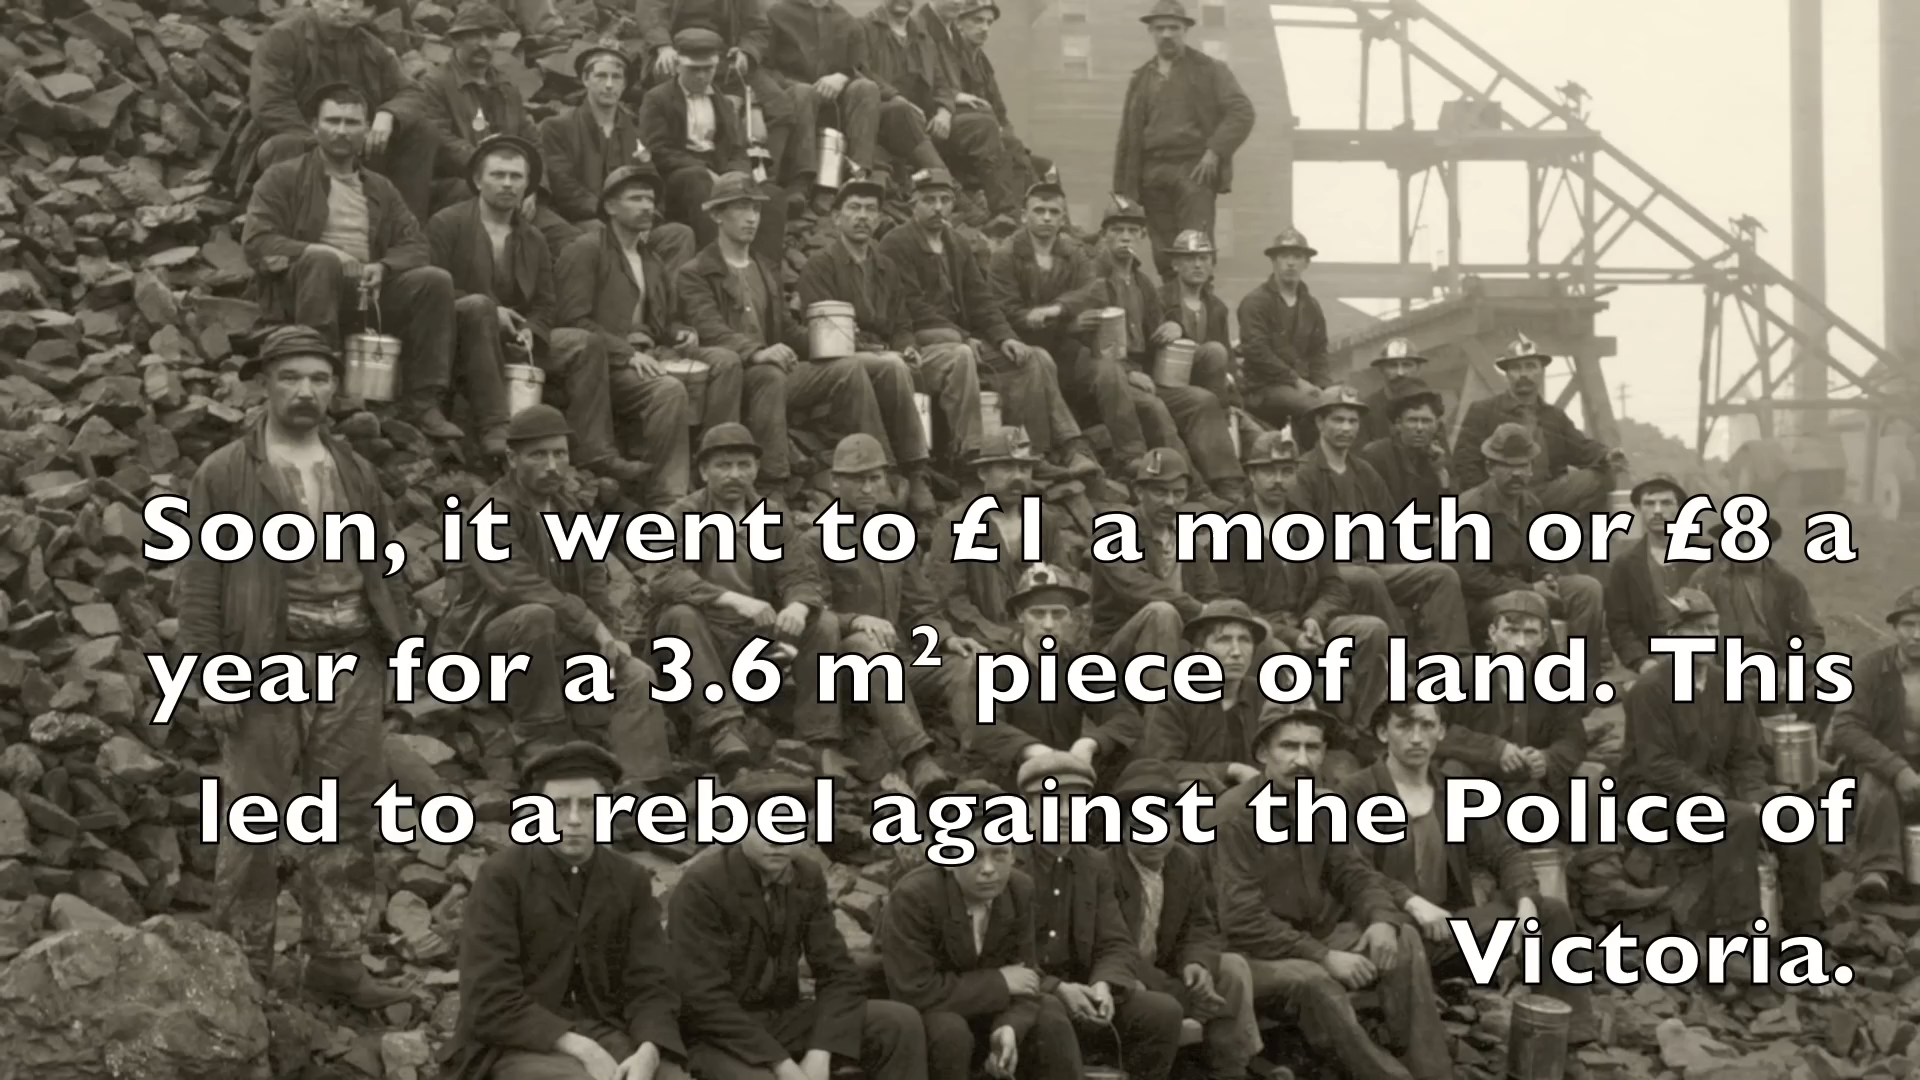 Soon, it went to £1 a month or £8 a
year for a 3.6 m² piece of land. This
led to a rebel against the Police of
Victoria.